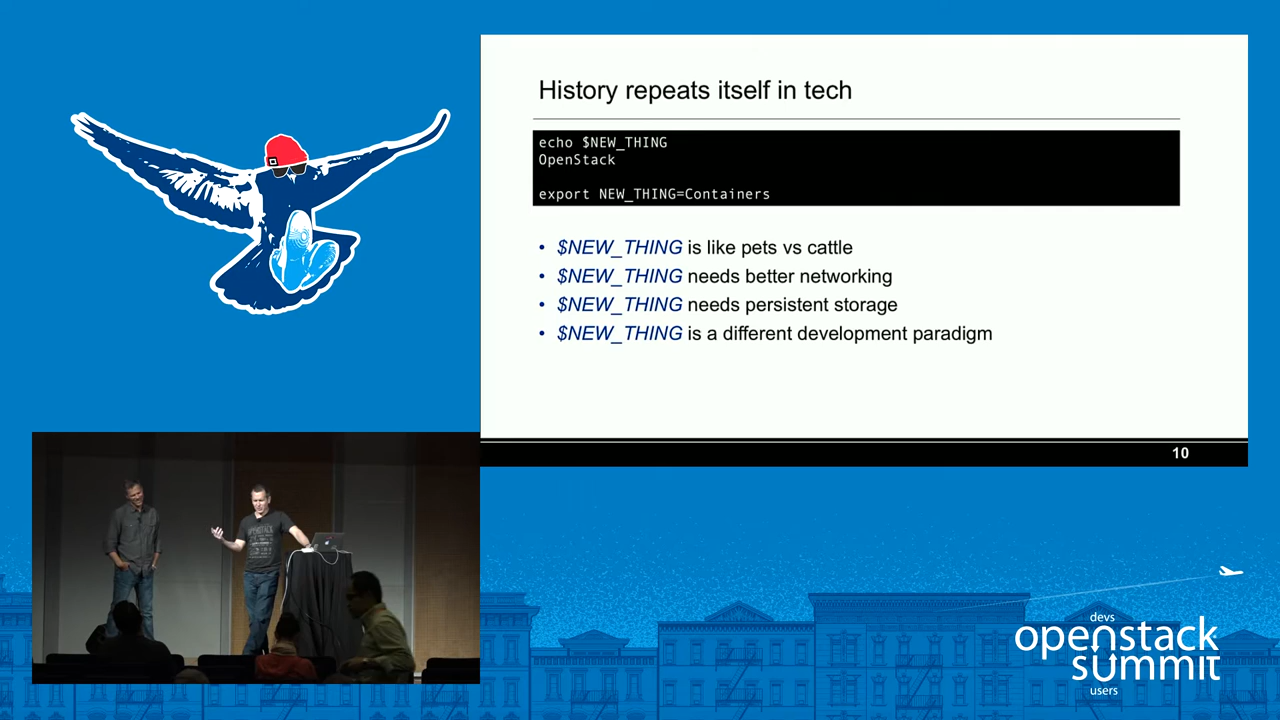 History repeats itself in tech
echo $NEW_THING
OpenStack
export NEW_THING=Containers
• $NEW_THING is like pets vs cattle
• $NEW_THING needs better networking
• $NEW_THING needs persistent storage
• $NEW_THING is a different development paradigm
10
OPENSTACK
devs
openstack
summit
users